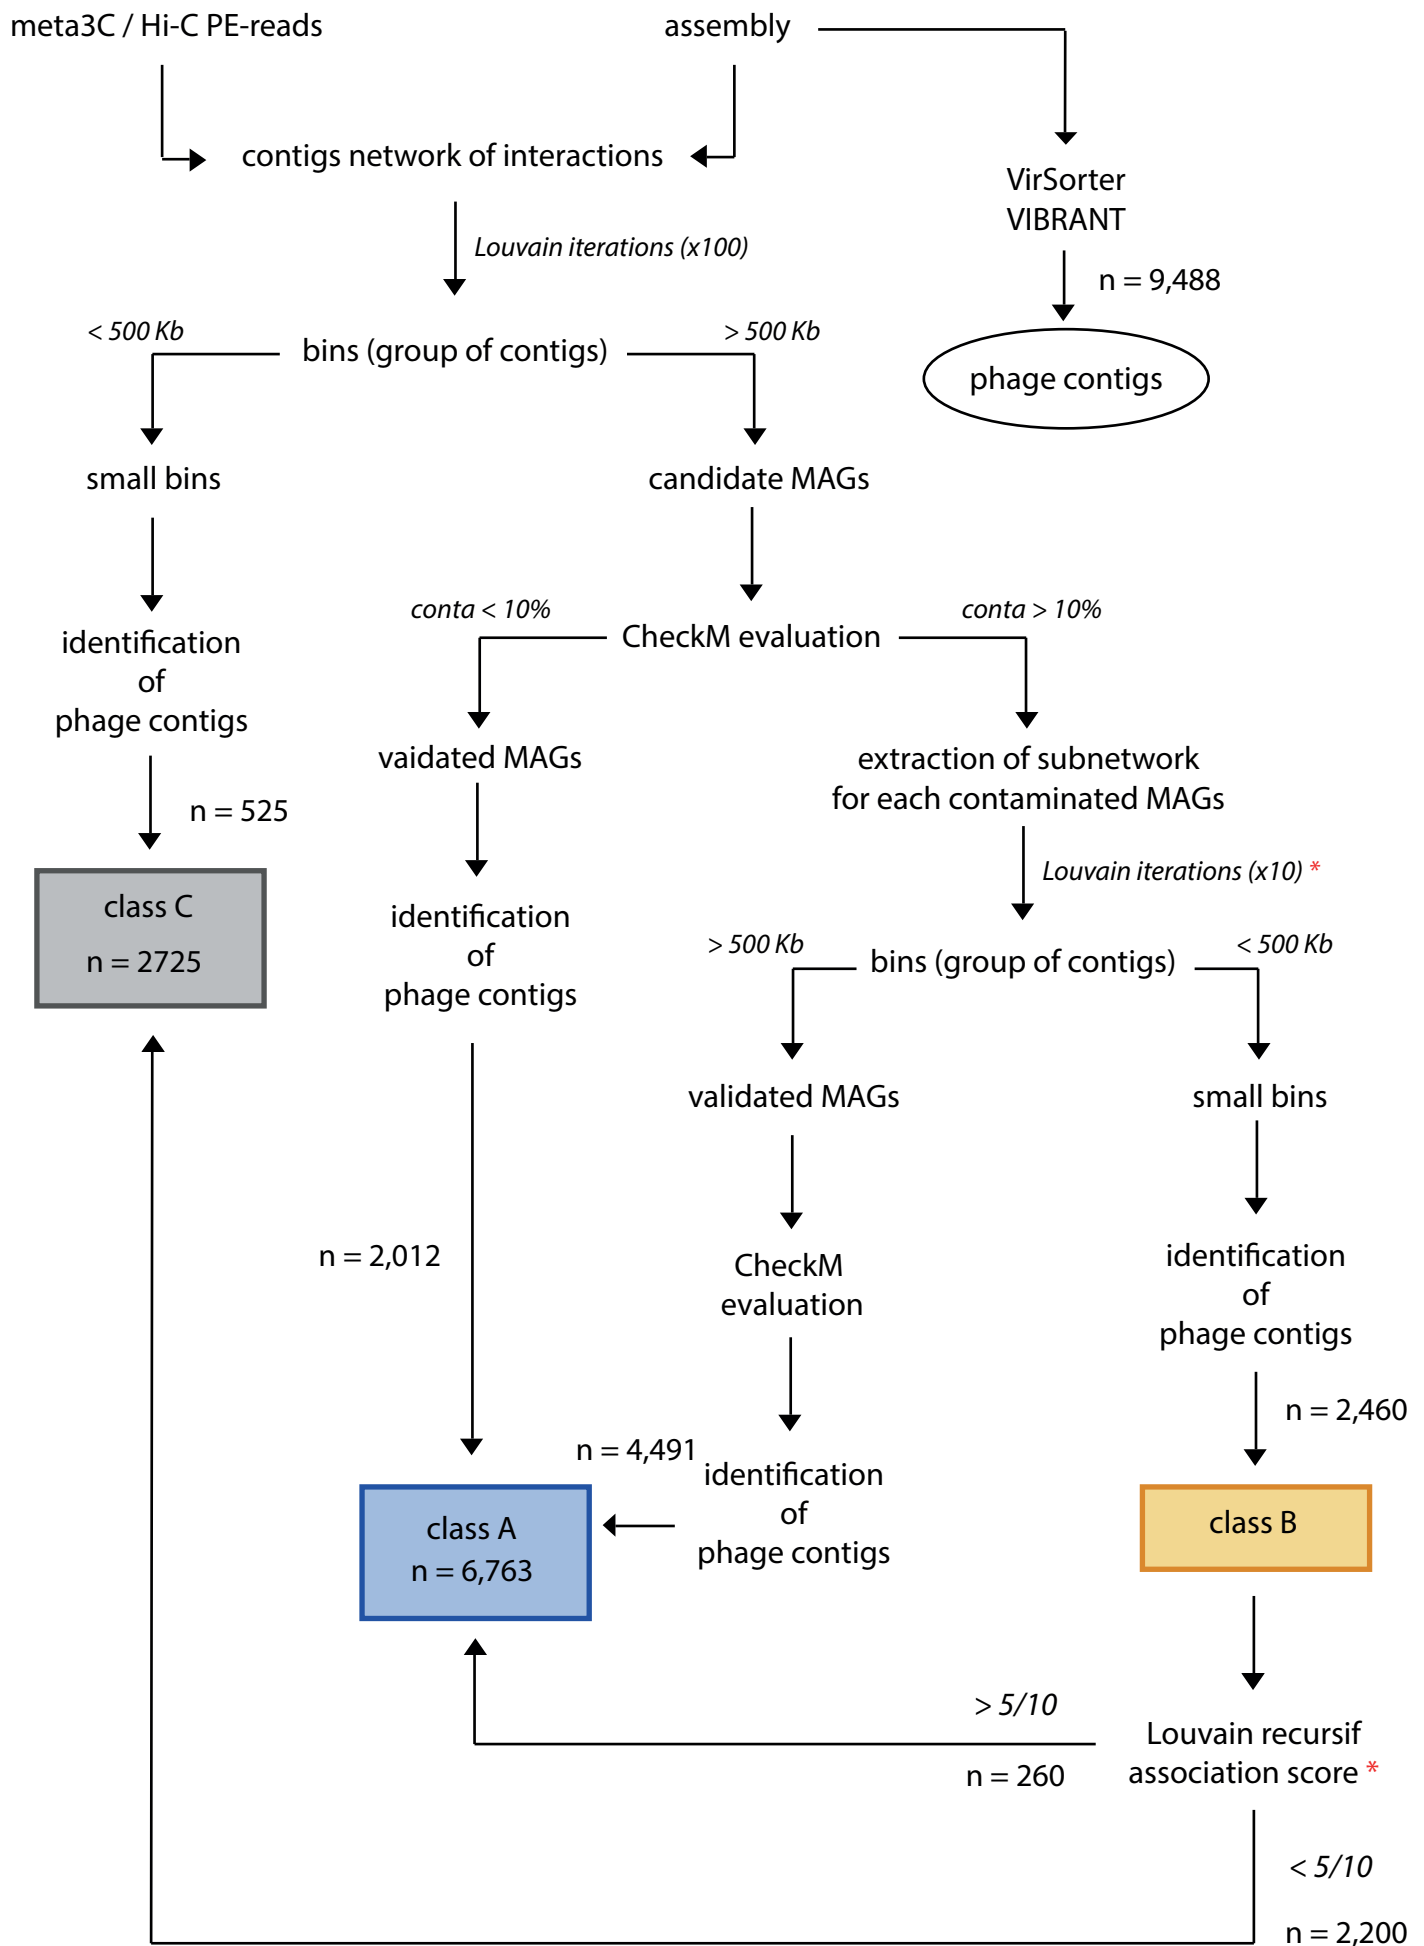 meta3C / Hi-C PE-reads
assembly
contigs network of interactions
VirSorter
VIBRANT
Louvain iterations (x100)
n = 9,488
< 500 Kb
> 500 Kb
bins (group of contigs)
phage contigs
small bins
candidate MAGs
conta < 10%
conta > 10%
CheckM evaluation
identification
of
phage contigs
vaidated MAGs
extraction of subnetwork
for each contaminated MAGs
n = 525
Louvain iterations (x10) *
class C
n = 2725
identification
of
phage contigs
> 500 Kb
< 500 Kb
bins (group of contigs)
validated MAGs
small bins
n = 2,012
CheckM
evaluation
identification
of
phage contigs
n = 2,460
n = 4,491
identification
of
phage contigs
class A
n = 6,763
class B
> 5/10
n = 260
Louvain recursif
association score *
< 5/10
n = 2,200